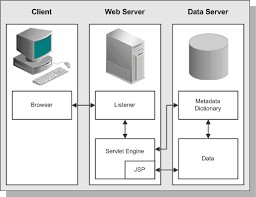 Client
Web Server
Data Server
Browser
Listener
Metadata
Dictionary
Servlet Engine
JSP
Data